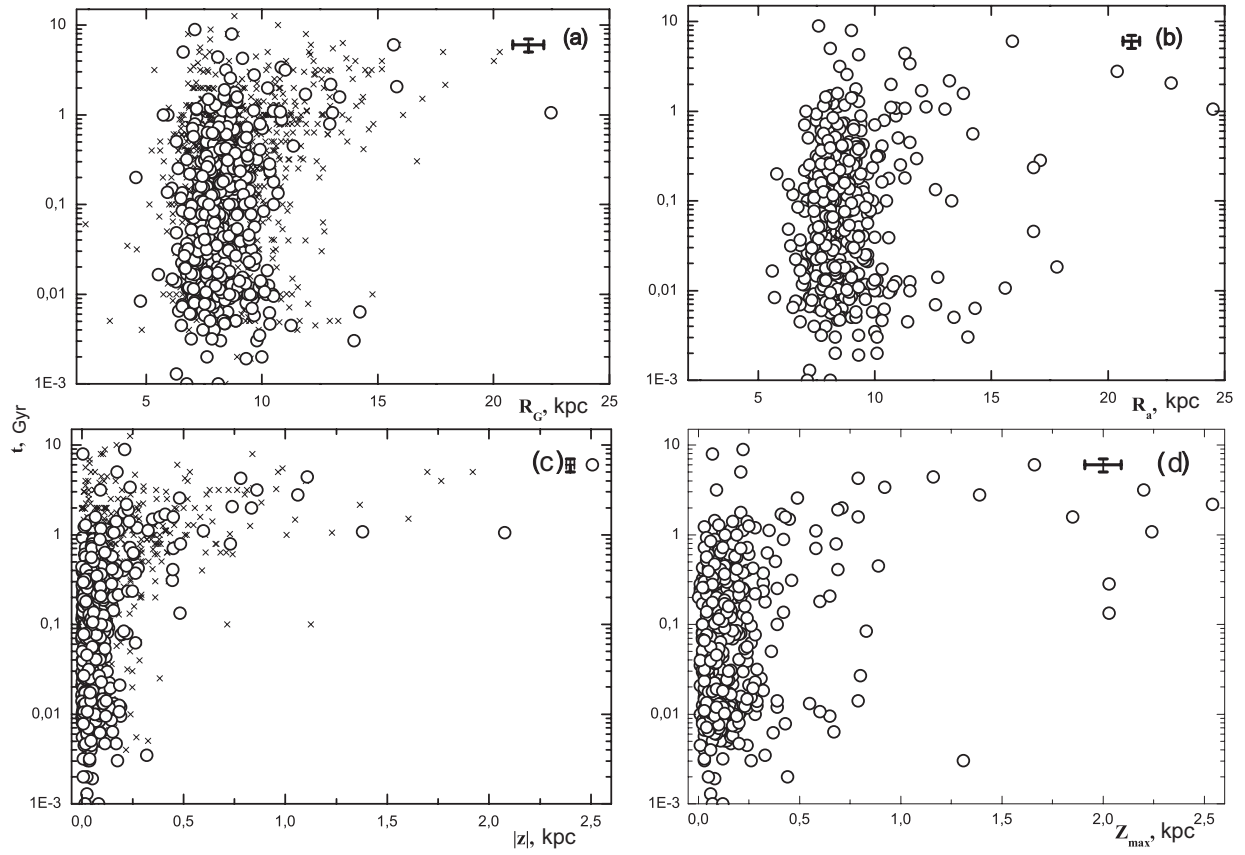 10
(a)
1
0,1
0,01
1E-3
5 10 15 20 25
R_G, kpc
10
(b)
1
0,1
0,01
1E-3
5 10 15 20 25
R_a, kpc
t, Gyr
10
(c)
1
0,1
0,01
1E-3
0,0 0,5 1,0 1,5 2,0 2,5
|z|, kpc
10
(d)
1
0,1
0,01
1E-3
0,0 0,5 1,0 1,5 2,0 2,5
Z_max, kpc